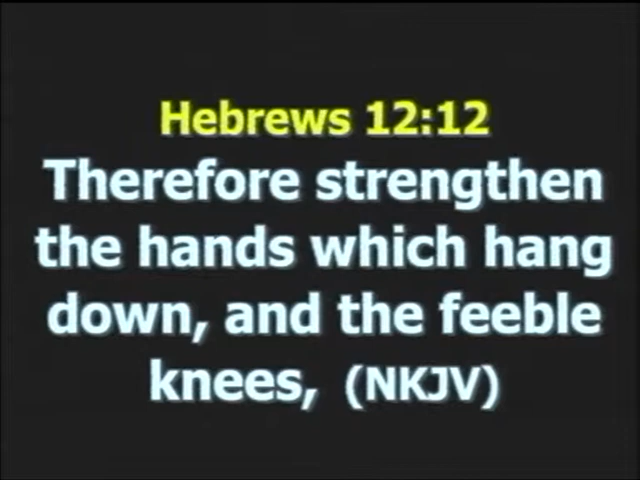 Hebrews 12:12
Therefore strengthen
the hands which hang
down, and the feeble
knees, (NKJV)